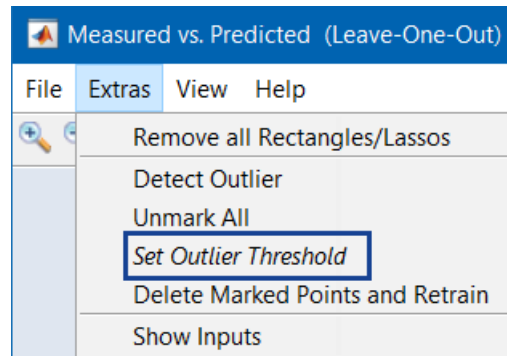 Measured vs. Predicted (Leave-One-Out)
File Extras View Help
Remove all Rectangles/Lassos
Detect Outlier
Unmark All
Set Outlier Threshold
Delete Marked Points and Retrain
Show Inputs